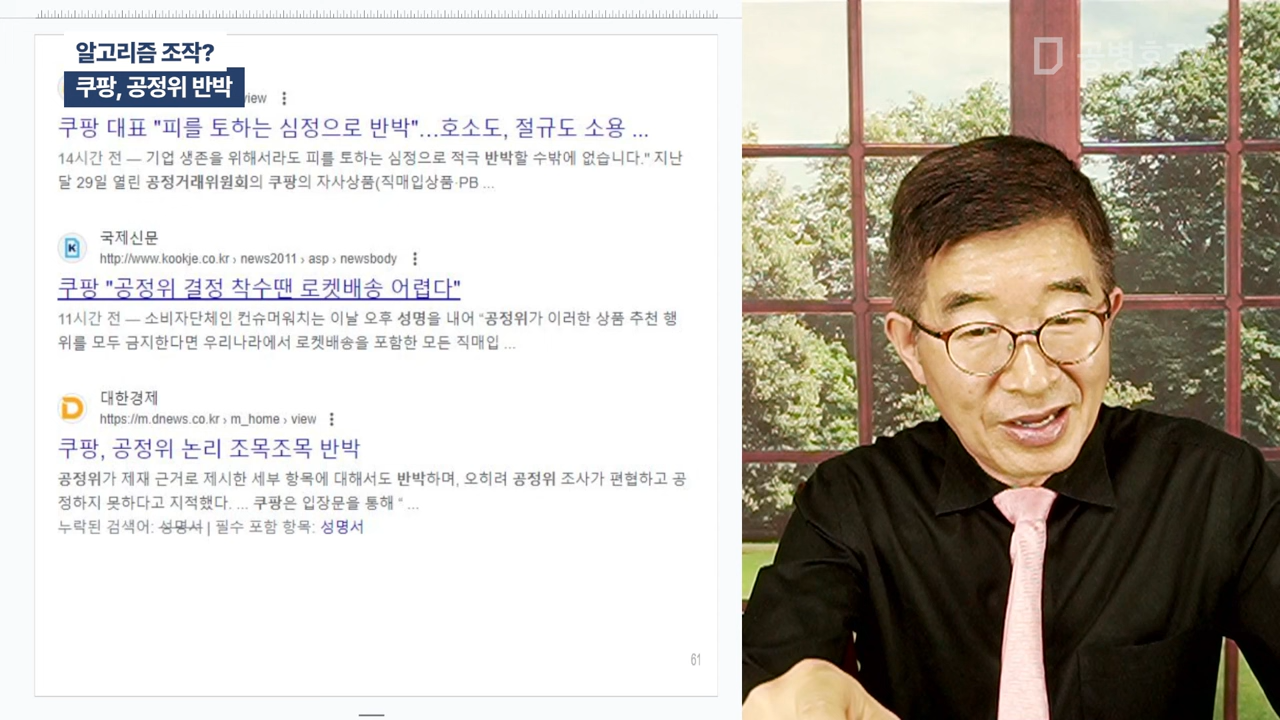 알고리즘 조작?
쿠팡, 공정위 반박
view
쿠팡 대표 "피를 토하는 심정으로 반박"...호소도, 절규도 소용 ...
14시간 전 — 기업 생존을 위해서라도 피를 토하는 심정으로 적극 반박할 수밖에 없습니다." 지난
달 29일 열린 공정거래위원회의 쿠팡의 자사상품(직매입상품·PB ...
국제신문
K
http://www.kookje.co.kr › news2011 › asp › newsbody
쿠팡 "공정위 결정 착수땐 로켓배송 어렵다"
11시간 전 — 소비자단체인 컨슈머워치는 이날 오후 성명을 내어 “공정위가 이러한 상품 추천 행
위를 모두 금지한다면 우리나라에서 로켓배송을 포함한 모든 직매입 ...
대한경제
D
https://m.dnews.co.kr › m_home › view
쿠팡, 공정위 논리 조목조목 반박
공정위가 제재 근거로 제시한 세부 항목에 대해서도 반박하며, 오히려 공정위 조사가 편협하고 공
정하지 못하다고 지적했다. ... 쿠팡은 입장문을 통해 “ ...
누락된 검색어: 성명서 | 필수 포함 항목: 성명서
61